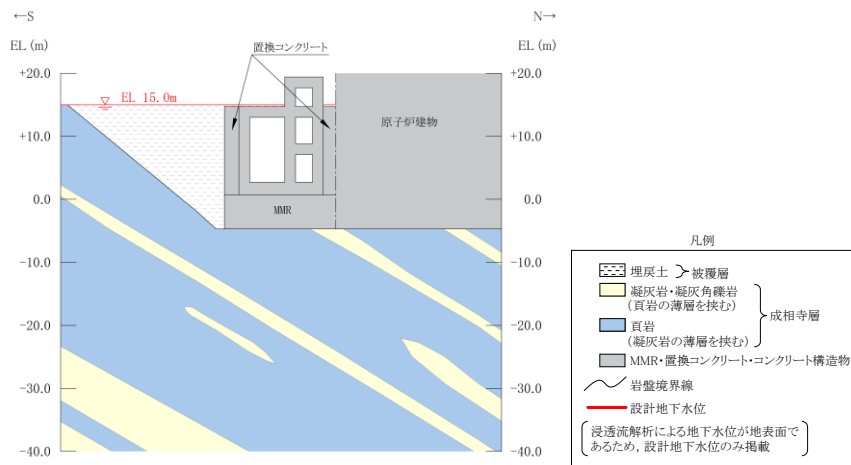 ←S
N→
EL (m)
EL (m)
置換コンクリート
+20.0
+20.0
EL 15.0m
原子炉建物
+10.0
+10.0
0.0
0.0
MMR
-10.0
-10.0
-20.0
-20.0
-30.0
-30.0
-40.0
-40.0
凡例
埋戻土
被覆層
凝灰岩・凝灰角礫岩
(頁岩の薄層を挟む)
成相寺層
頁岩
(凝灰岩の薄層を挟む)
MMR・置換コンクリート・コンクリート構造物
岩盤境界線
設計地下水位
浸透流解析による地下水位が地表面で
あるため, 設計地下水位のみ掲載